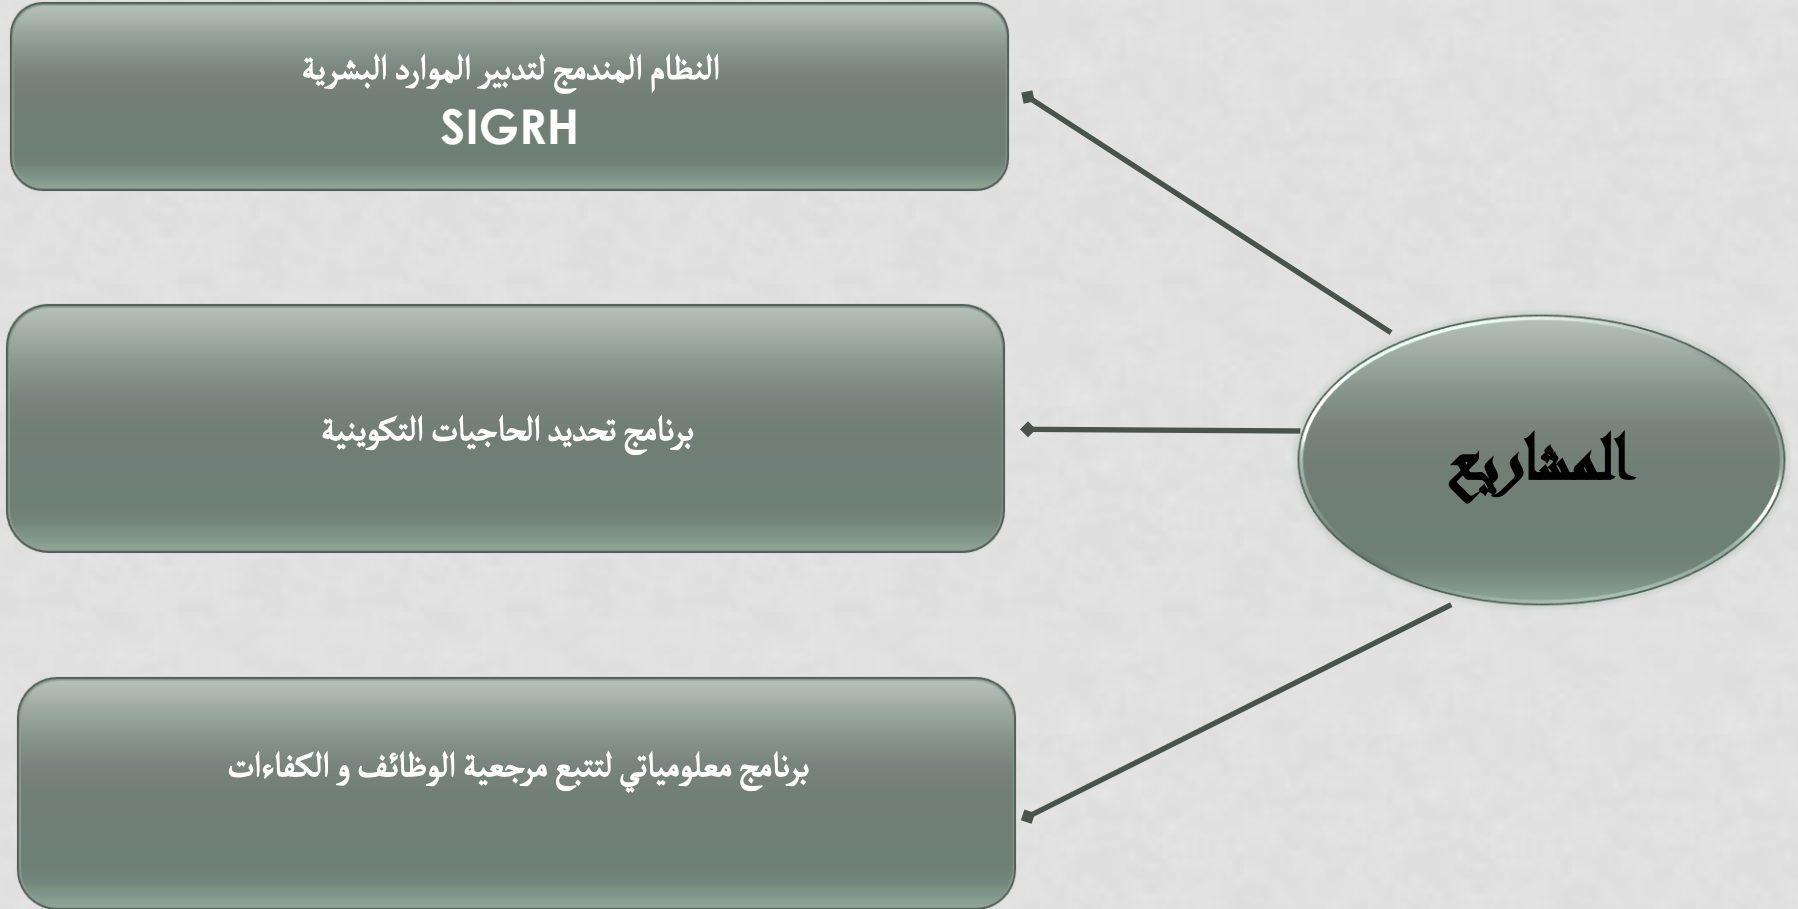 المشاريع
النظام المندمج لتدبير الموارد البشرية
SIGRH
برنامج تحديد الحاجيات التكوينية
برنامج معلومياتي لتتبع مرجعية الوظائف و الكفاءات